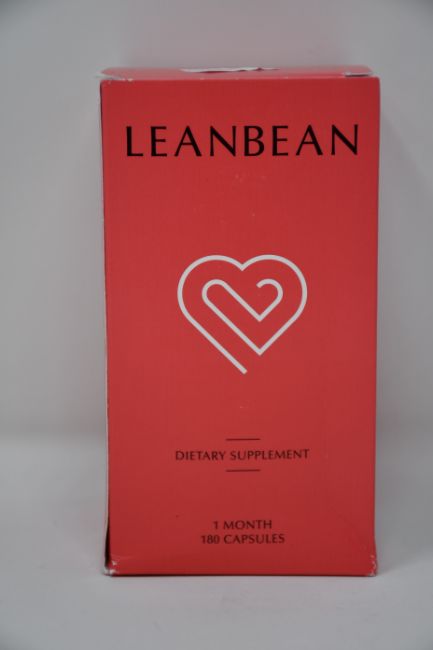 LEANBEAN
DIETARY SUPPLEMENT
1 MONTH
180 CAPSULES